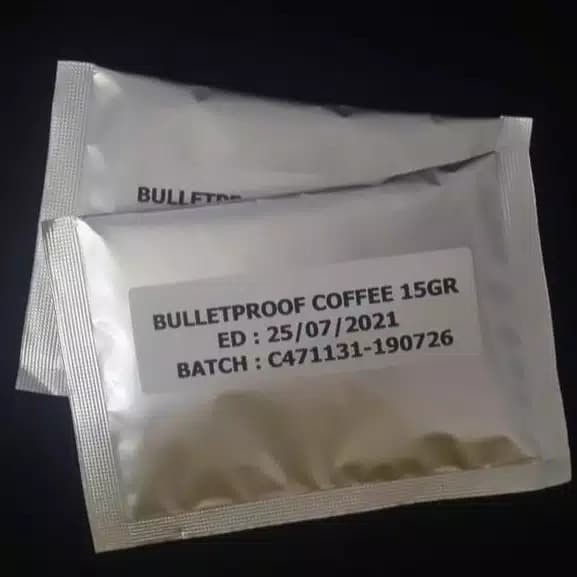 BULLETPROOF COFFEE 15GR
ED : 25/07/2021
BATCH : C471131-190726